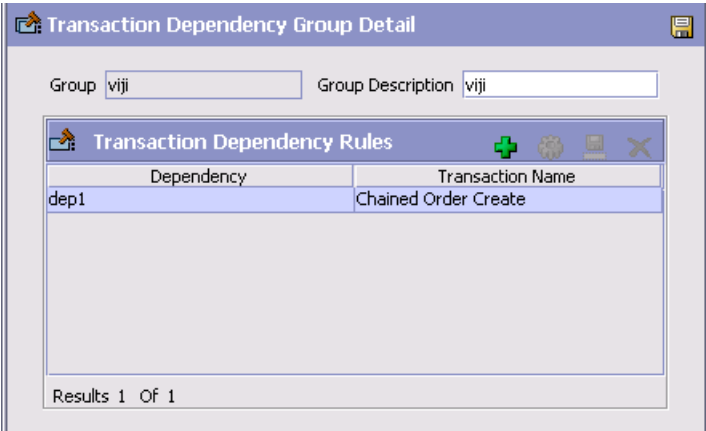 Transaction Dependency Group Detail
Group viji Group Description viji
Transaction Dependency Rules
Dependency Transaction Name
dep1 Chained Order Create
Results 1 Of 1